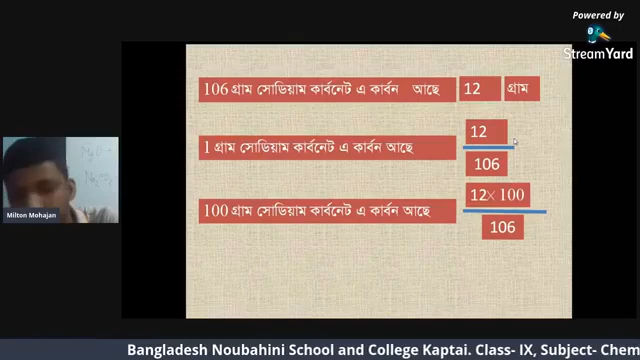 Powered by
StreamYard
106 গ্রাম সোডিয়াম কার্বনেট এ কার্বন আছে 12 গ্রাম
1 গ্রাম সোডিয়াম কার্বনেট এ কার্বন আছে 12
106
100 গ্রাম সোডিয়াম কার্বনেট এ কার্বন আছে 12× 100
106
Milton Mohajan
Bangladesh Noubahini School and College Kaptai. Class- IX, Subject- Chem